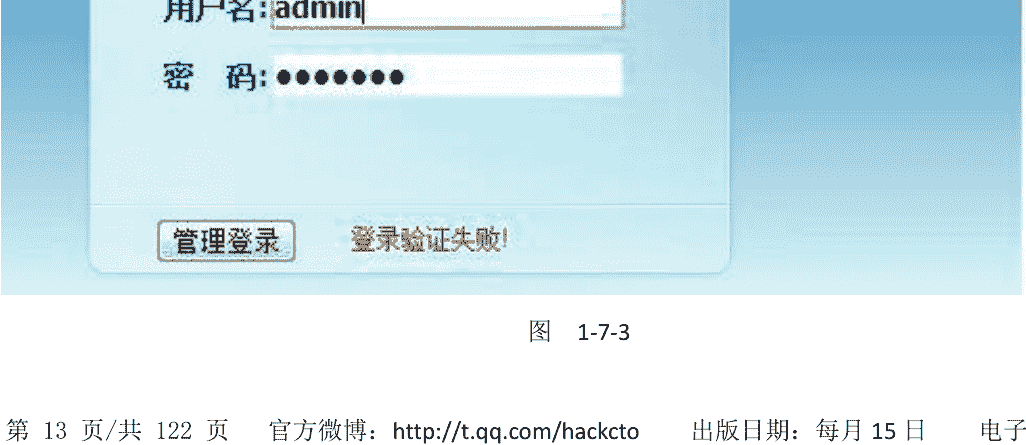 用户名:admin
密 码:●●●●●●●
管理登录 登录验证失败!
图 1-7-3
第 13 页/共 122 页 官方微博：http://t.qq.com/hackcto 出版日期：每月 15 日 电子